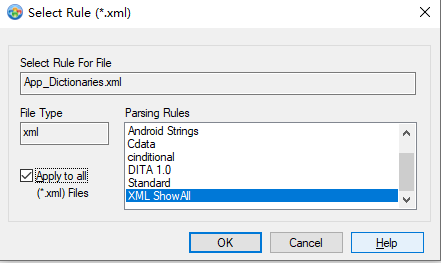 Select Rule (*.xml)
Select Rule For File
App_Dictionaries.xml
File Type
xml
Apply to all
(*.xml) Files
Parsing Rules
Android Strings
Cdata
cinditional
DITA 1.0
Standard
XML ShowAll
OK
Cancel
Help